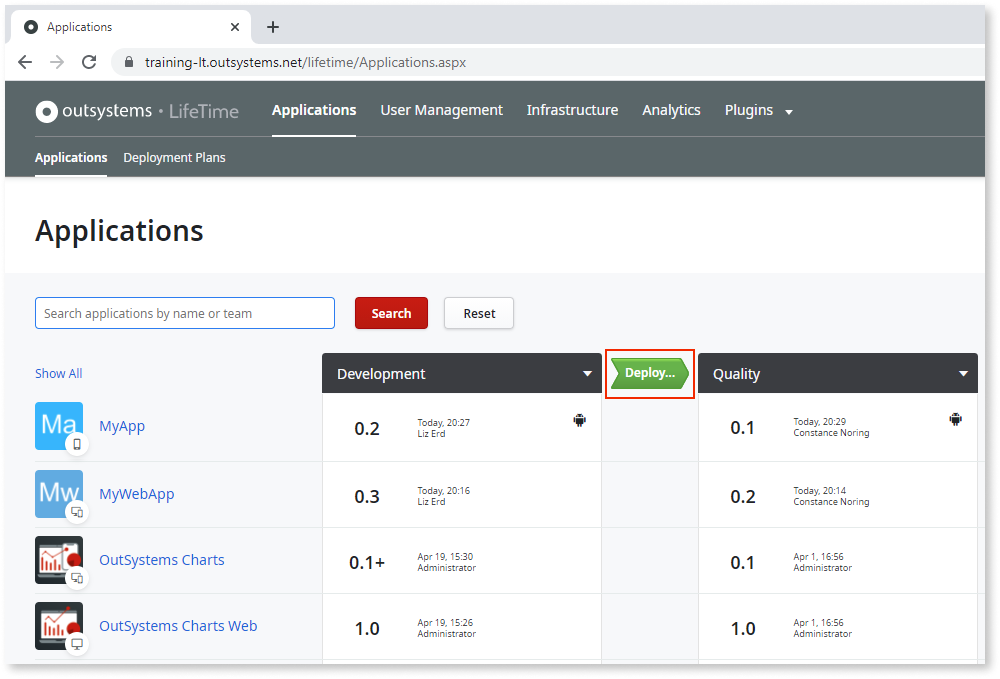 Applications
training-lt.outsystems.net/lifetime/Applications.aspx
outsystems · LifeTime Applications User Management Infrastructure Analytics Plugins
Applications Deployment Plans
Applications
Search applications by name or team Search Reset
Show All Development Deploy... Quality
Ma MyApp 0.2 Today, 20:27 Liz Erd 0.1 Today, 20:29 Constance Noring
Mw MyWebApp 0.3 Today, 20:16 Liz Erd 0.2 Today, 20:14 Constance Noring
OutSystems Charts 0.1+ Apr 19, 15:30 Administrator 0.1 Apr 1, 16:56 Administrator
OutSystems Charts Web 1.0 Apr 19, 15:26 Administrator 1.0 Apr 1, 16:56 Administrator